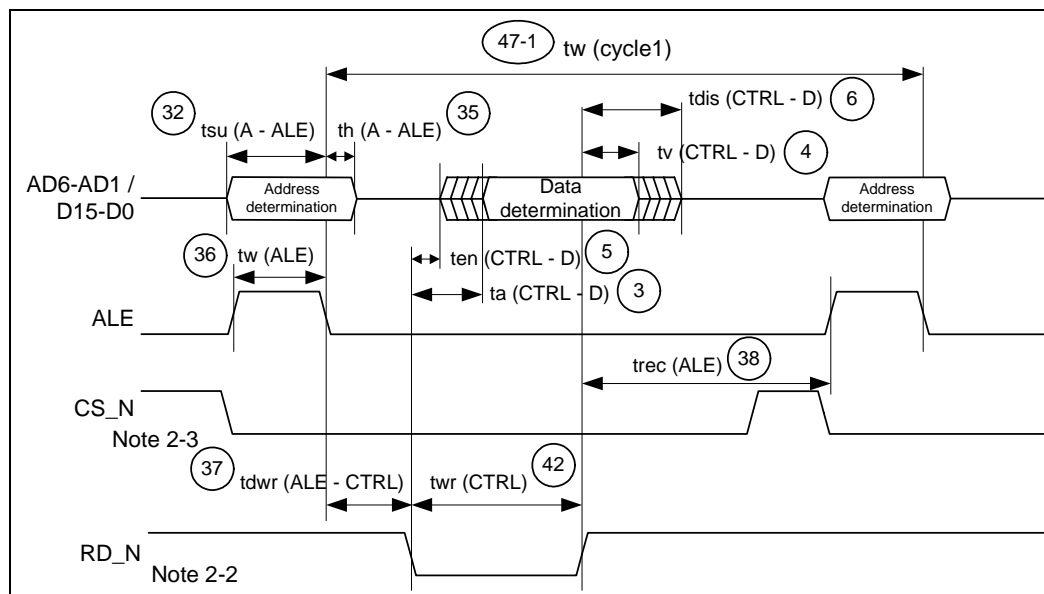 47-1 tw (cycle1)
tdis (CTRL - D) 6
32 35
tsu (A - ALE) th (A - ALE)
tv (CTRL - D) 4
AD6-AD1 /
D15-D0
Address
determination
Data
determination
Address
determination
36 tw (ALE)
ten (CTRL - D) 5
ta (CTRL - D) 3
ALE
trec (ALE) 38
CS_N
Note 2-3
37 tdwr (ALE - CTRL) twr (CTRL) 42
RD_N
Note 2-2